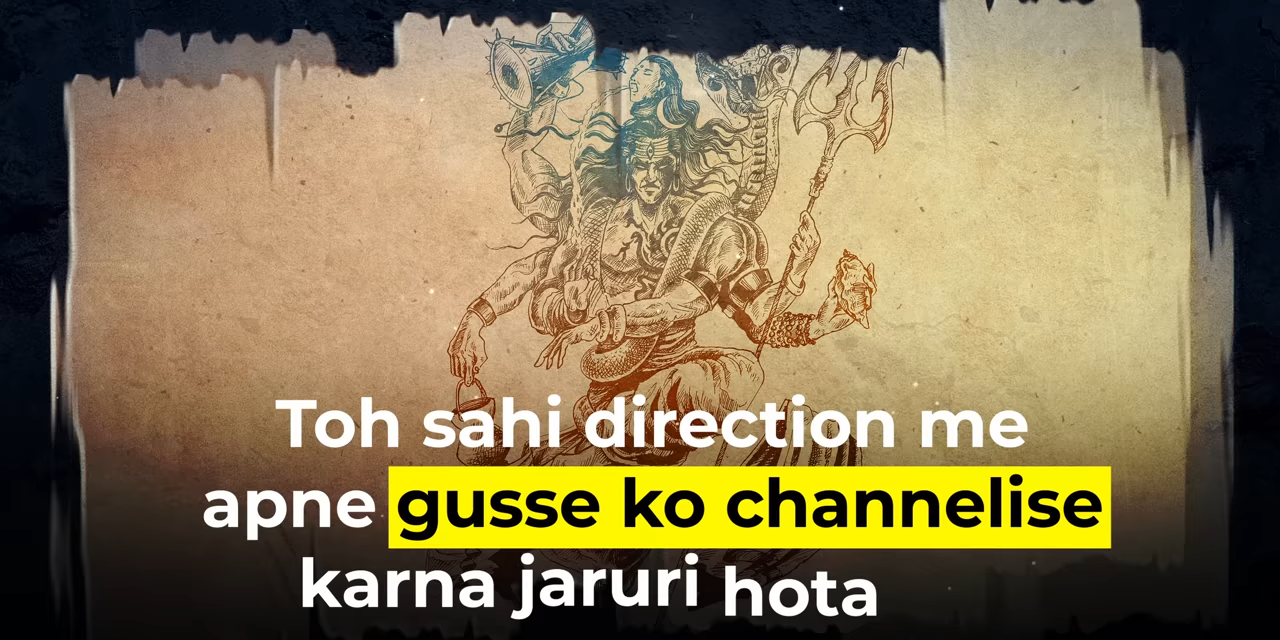 Toh sahi direction me
apne gusse ko channelise
karna jaruri hota